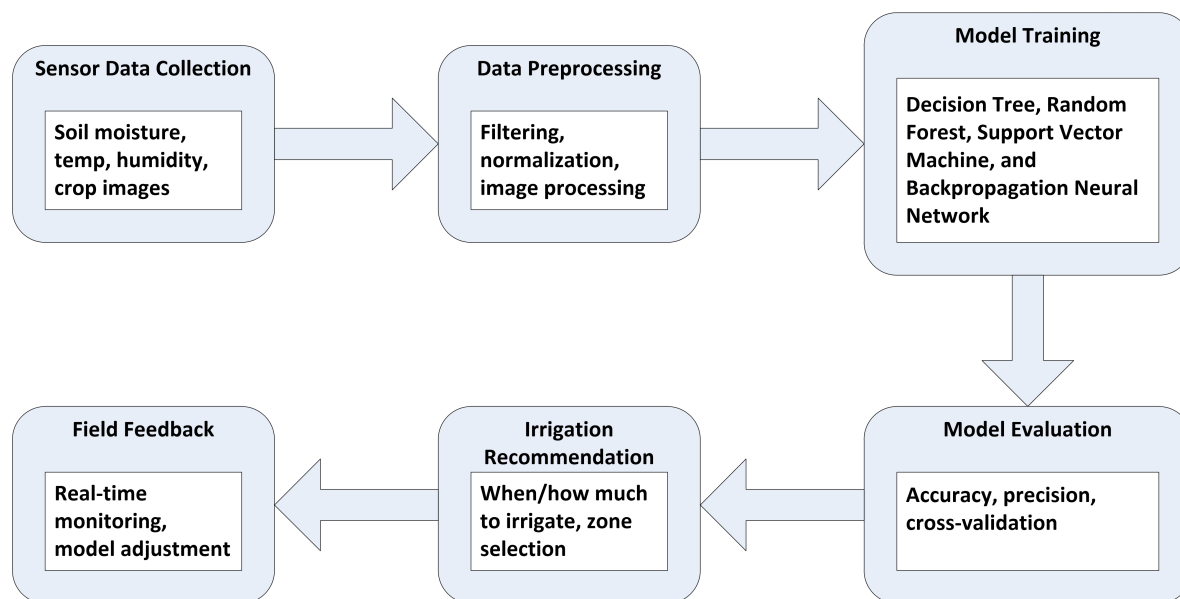 Sensor Data Collection
Soil moisture,
temp, humidity,
crop images
Data Preprocessing
Filtering,
normalization,
image processing
Model Training
Decision Tree, Random
Forest, Support Vector
Machine, and
Backpropagation Neural
Network
Model Evaluation
Accuracy, precision,
cross-validation
Irrigation
Recommendation
When/how much
to irrigate, zone
selection
Field Feedback
Real-time
monitoring,
model adjustment